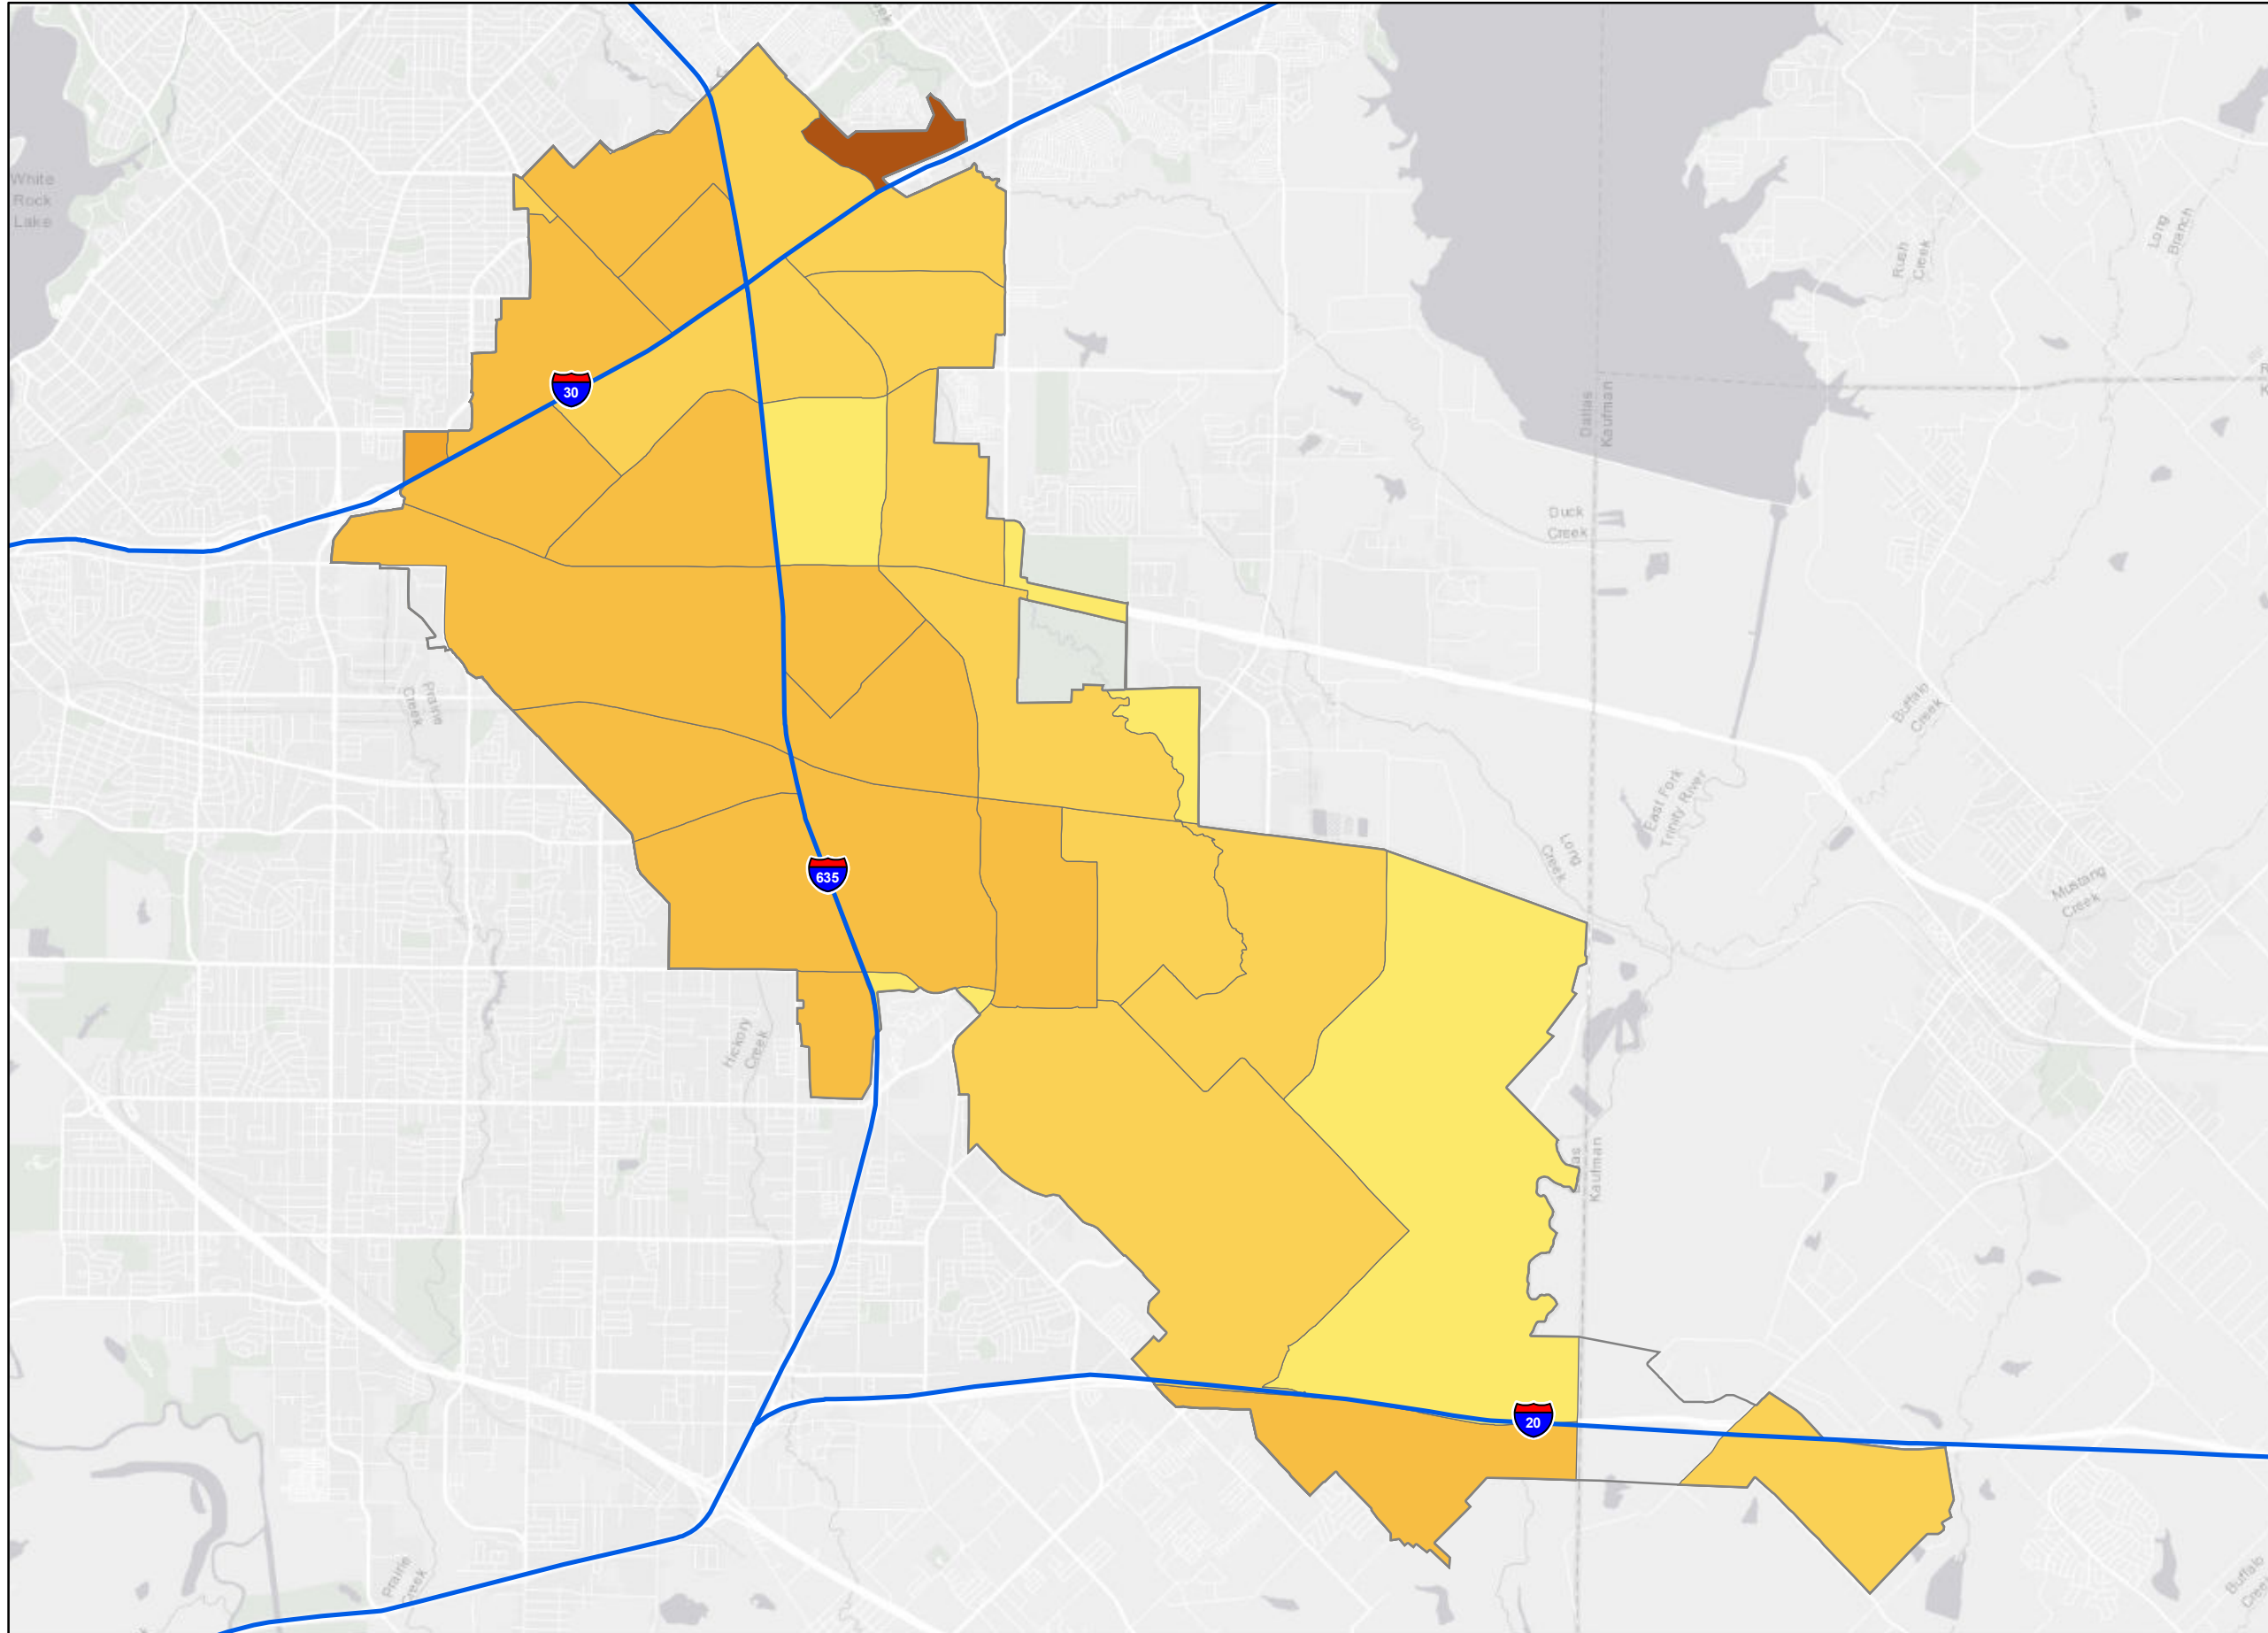 White
Rock
Lake
Rush
Creek
Long
Branch
30
Dallas
Kaufman
Duck
Creek
Prairie
Creek
Buffalo
Creek
East Fork
Trinity River
Long
Creek
635
Mustang
Creek
Hickory
Creek
Kaufman
20
Prairie
Creek
Buffalo